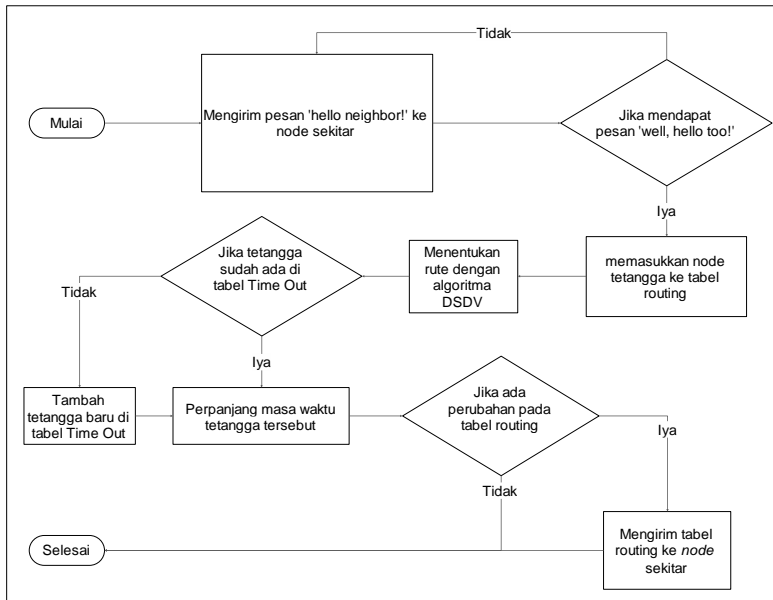 Tidak
Mulai
Mengirim pesan 'hello neighbor!' ke
node sekitar
Jika mendapat
pesan 'well, hello too!'
Iya
memasukkan node
tetangga ke tabel
routing
Menentukan
rute dengan
algoritma
DSDV
Jika tetangga
sudah ada di
tabel Time Out
Tidak
Iya
Tambah
tetangga baru di
tabel Time Out
Perpanjang masa waktu
tetangga tersebut
Jika ada
perubahan pada
tabel routing
Iya
Tidak
Mengirim tabel
routing ke node
sekitar
Selesai